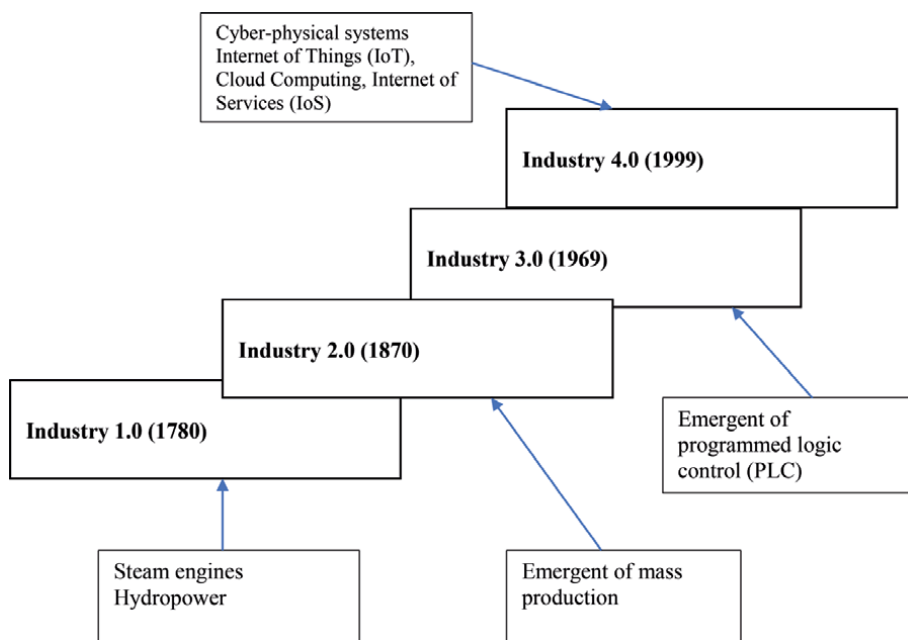 Cyber-physical systems
Internet of Things (IoT),
Cloud Computing, Internet of
Services (IoS)
Industry 4.0 (1999)
Industry 3.0 (1969)
Industry 2.0 (1870)
Industry 1.0 (1780)
Emergent of
programmed logic
control (PLC)
Steam engines
Hydropower
Emergent of mass
production